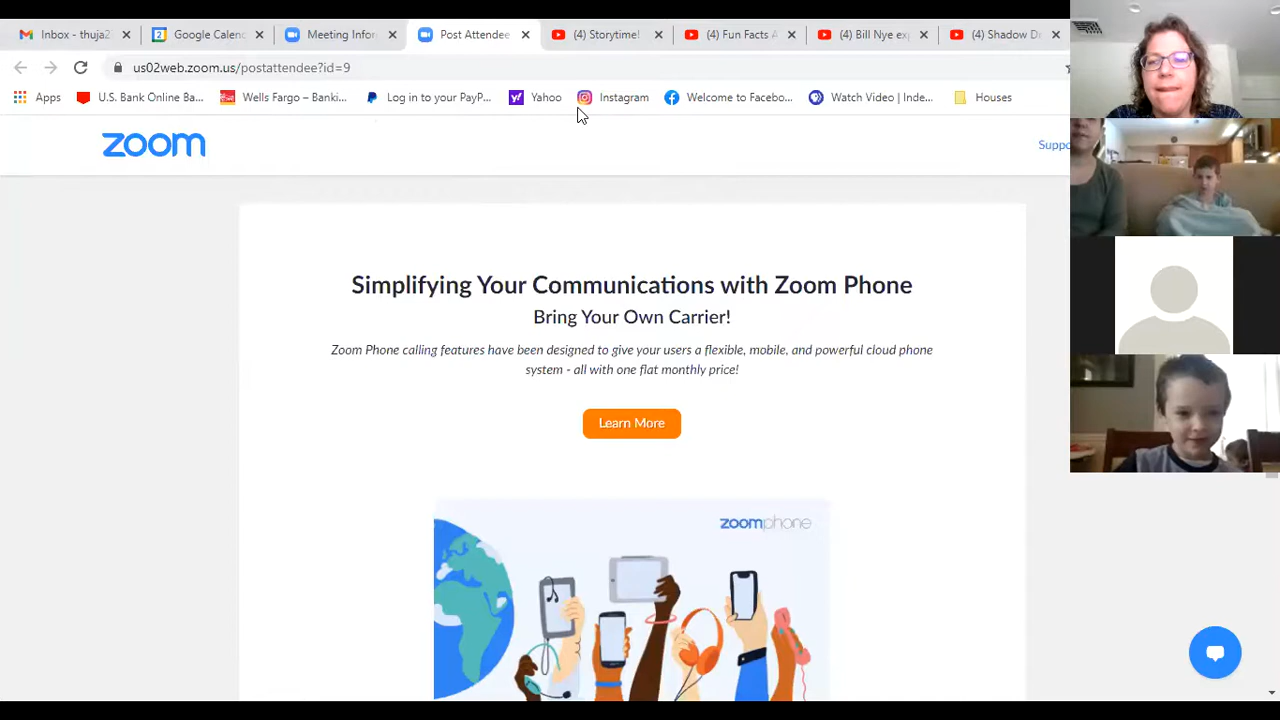 Inbox - thuja2
Google Calend
Meeting Info
Post Attendee
(4) Storytime!
(4) Fun Facts A
(4) Bill Nye exp
(4) Shadow D
us02web.zoom.us/postattendee?id=9
Apps
U.S. Bank Online Ba...
Wells Fargo – Banki...
Log in to your PayP...
Yahoo
Instagram
Welcome to Facebo...
Watch Video | Inde...
Houses
zoom
Suppo
Simplifying Your Communications with Zoom Phone
Bring Your Own Carrier!
Zoom Phone calling features have been designed to give your users a flexible, mobile, and powerful cloud phone
system - all with one flat monthly price!
Learn More
zoomphone